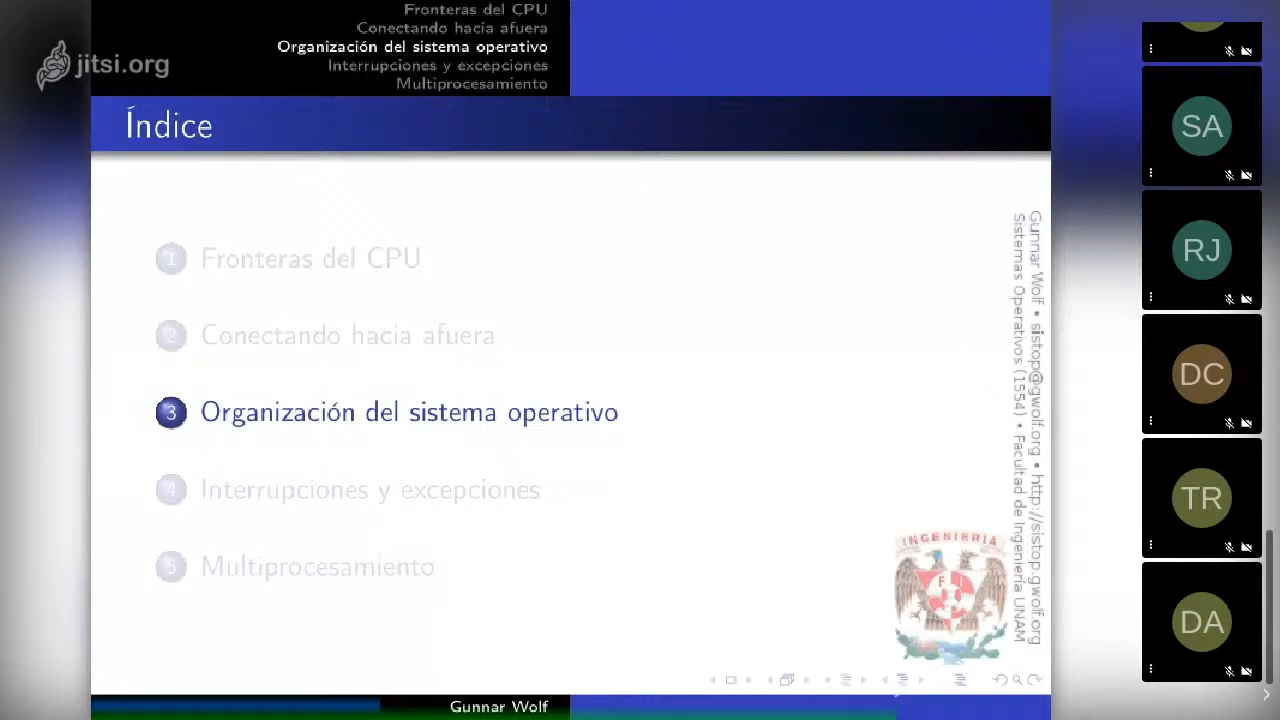 Fronteras del CPU
Conectando hacia afuera
Organización del sistema operativo
Interrupciones y excepciones
Multiprocesamiento
jitsi.org
Índice
1 Fronteras del CPU
2 Conectando hacia afuera
3 Organización del sistema operativo
4 Interrupciones y excepciones
5 Multiprocesamiento
Gunnar Wolf • sistop@gwolf.org • http://sistop.gwolf.org
Sistemas Operativos (1554) • Facultad de Ingeniería UNAM
INGENIERIA
F I
Gunnar Wolf
SA
RJ
DC
TR
DA